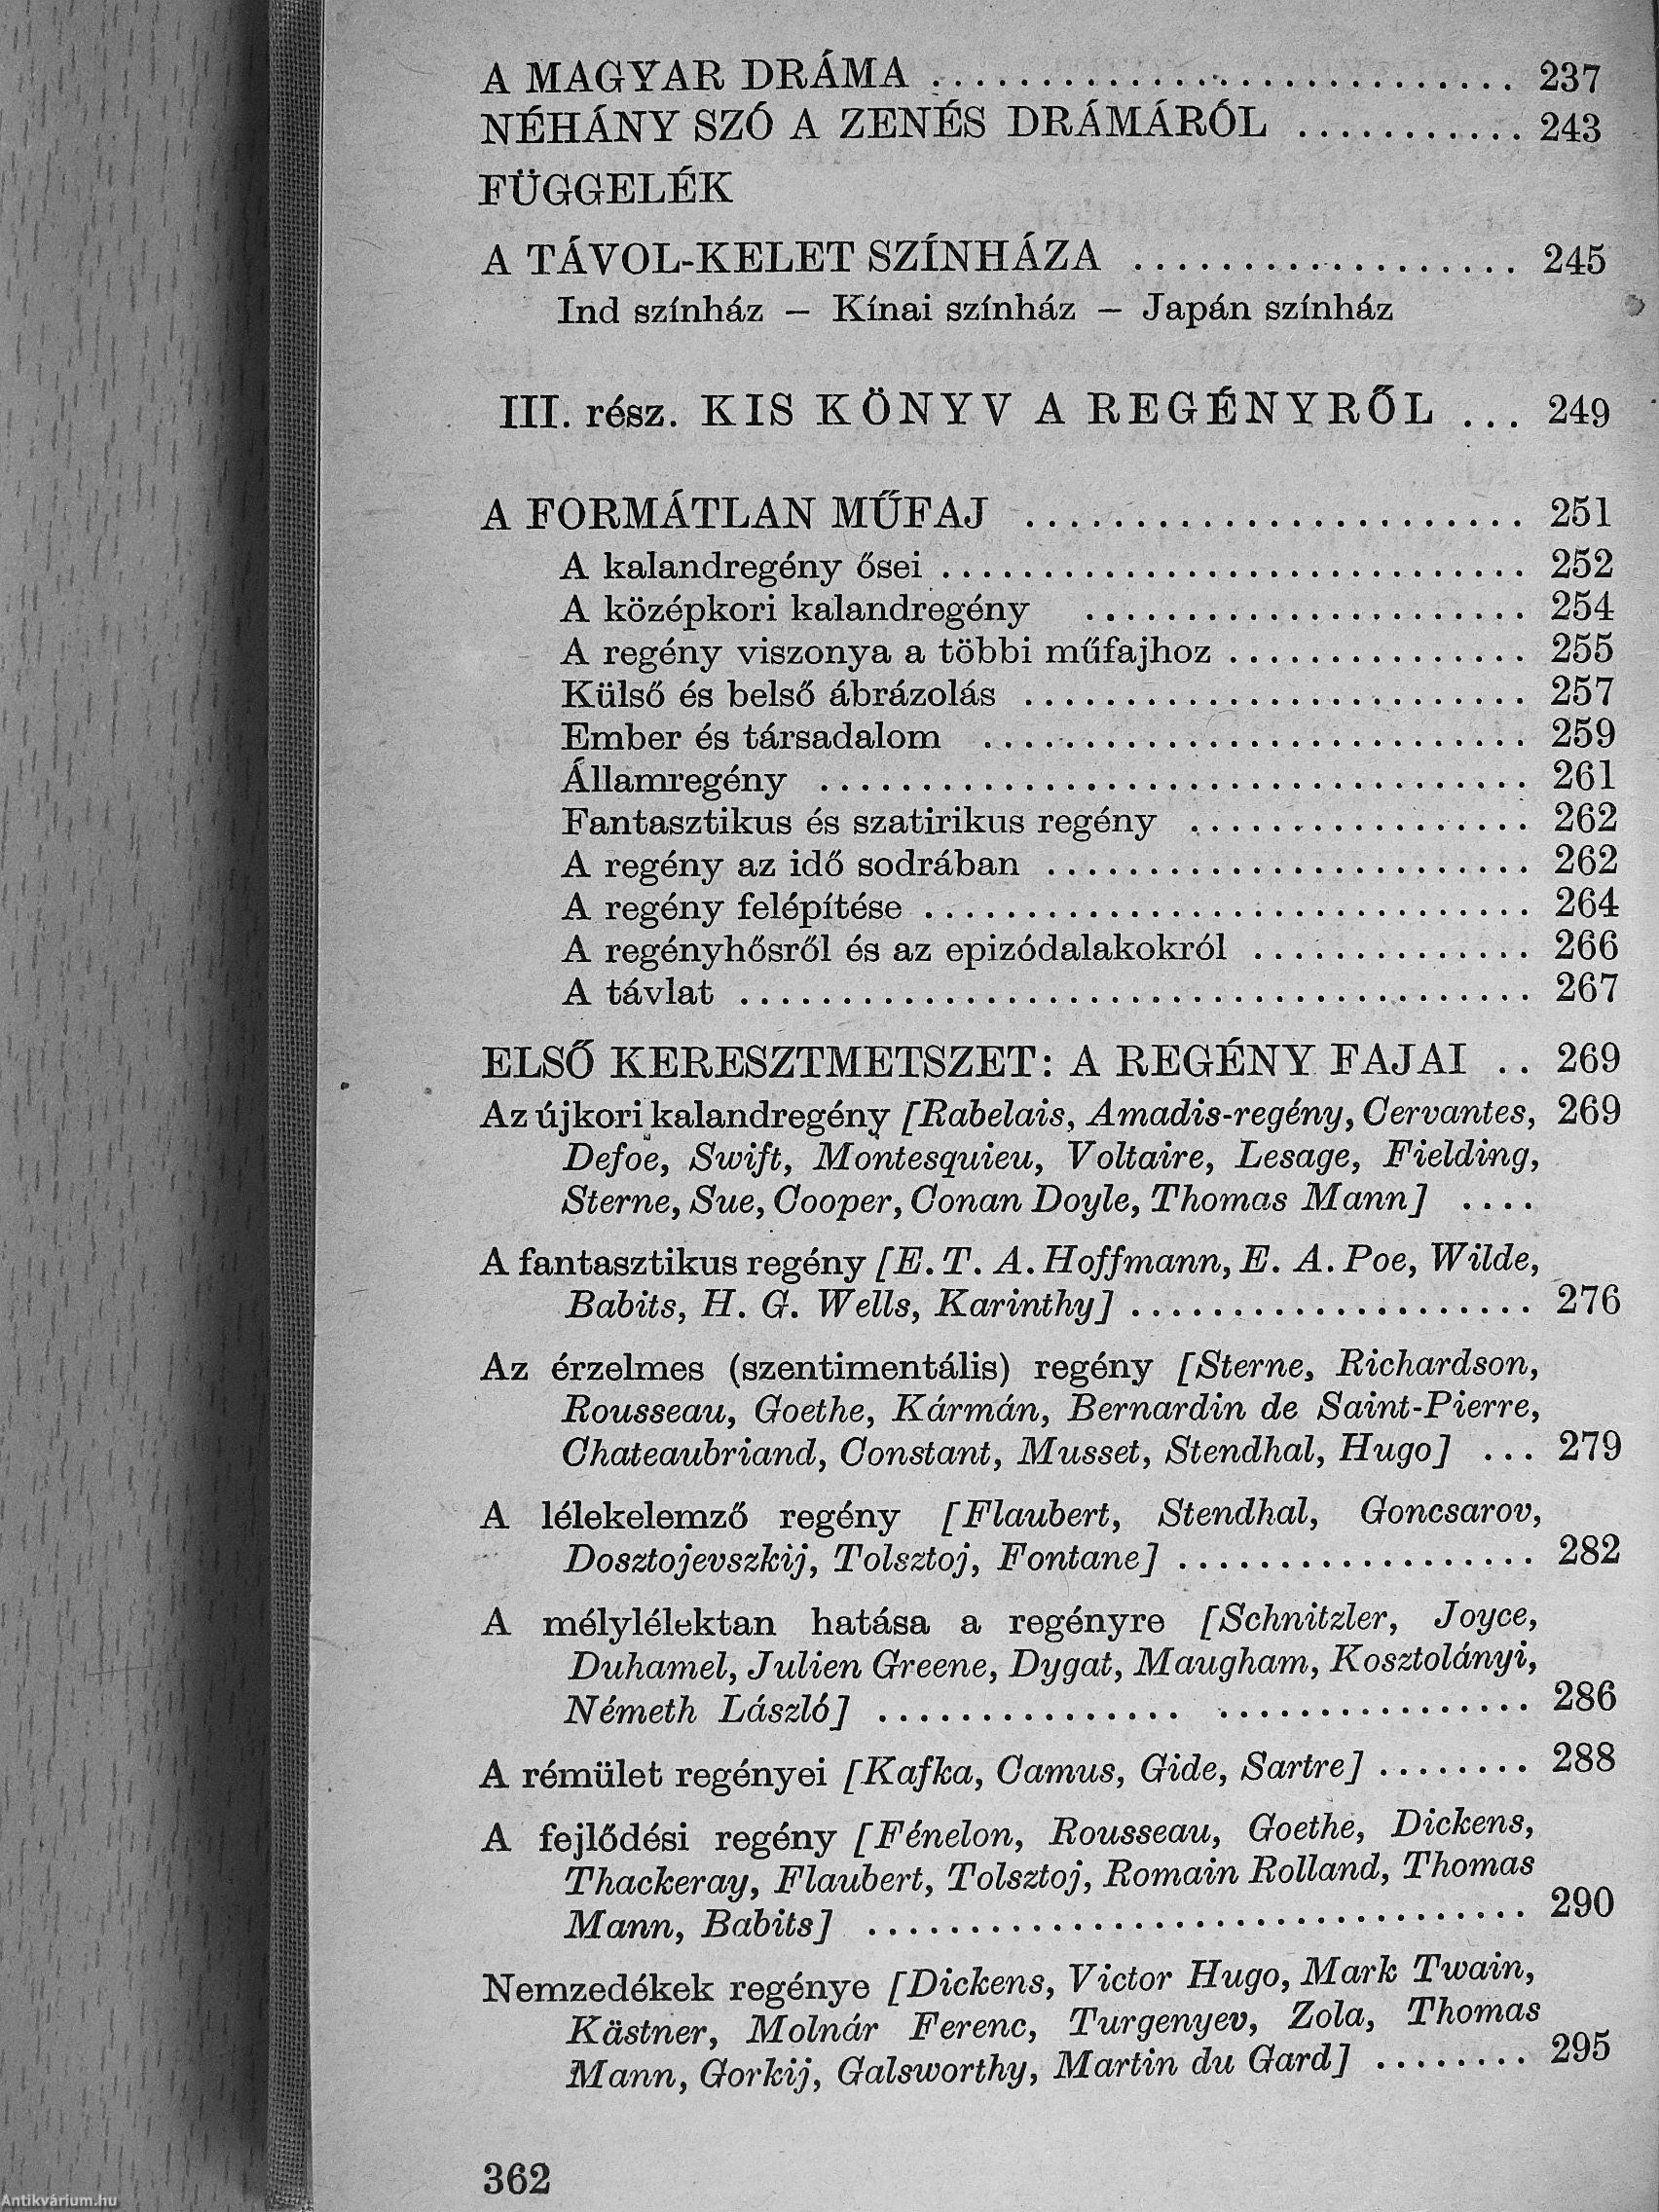 A MAGYAR DRÁMA ............................ 237
NÉHÁNY SZÓ A ZENÉS DRÁMÁRÓL ........... 243
FÜGGELÉK
A TÁVOL-KELET SZÍNHÁZA .................. 245
Ind színház – Kínai színház – Japán színház
III. rész. KIS KÖNYV A REGÉNYRŐL ... 249
A FORMÁTLAN MŰFAJ ........................ 251
A kalandregény ősei ............................. 252
A középkori kalandregény ...................... 254
A regény viszonya a többi műfajhoz ............... 255
Külső és belső ábrázolás ......................... 257
Ember és társadalom ........................... 259
Államregény ................................... 261
Fantasztikus és szatirikus regény ................. 262
A regény az idő sodrában ........................ 262
A regény felépítése .............................. 264
A regényhősről és az epizódalakokról .............. 266
A távlat ....................................... 267
ELSŐ KERESZTMETSZET: A REGÉNY FAJAI .. 269
Az újkori kalandregény [Rabelais, Amadis-regény, Cervantes, 269
Defoe, Swift, Montesquieu, Voltaire, Lesage, Fielding,
Sterne, Sue, Cooper, Conan Doyle, Thomas Mann] ....
A fantasztikus regény [E. T. A. Hoffmann, E. A. Poe, Wilde,
Babits, H. G. Wells, Karinthy] .................... 276
Az érzelmes (szentimentális) regény [Sterne, Richardson,
Rousseau, Goethe, Kármán, Bernardin de Saint-Pierre,
Chateaubriand, Constant, Musset, Stendhal, Hugo] ... 279
A lélekelemző regény [Flaubert, Stendhal, Goncsarov,
Dosztojevszkij, Tolsztoj, Fontane] .................. 282
A mélylélektan hatása a regényre [Schnitzler, Joyce,
Duhamel, Julien Greene, Dygat, Maugham, Kosztolányi,
Németh László] ............... ................ 286
A rémület regényei [Kafka, Camus, Gide, Sartre] ........ 288
A fejlődési regény [Fénelon, Rousseau, Goethe, Dickens,
Thackeray, Flaubert, Tolsztoj, Romain Rolland, Thomas
Mann, Babits] ................................. 290
Nemzedékek regénye [Dickens, Victor Hugo, Mark Twain,
Kästner, Molnár Ferenc, Turgenyev, Zola, Thomas
Mann, Gorkij, Galsworthy, Martin du Gard] ........ 295
362
Antikvárium.hu